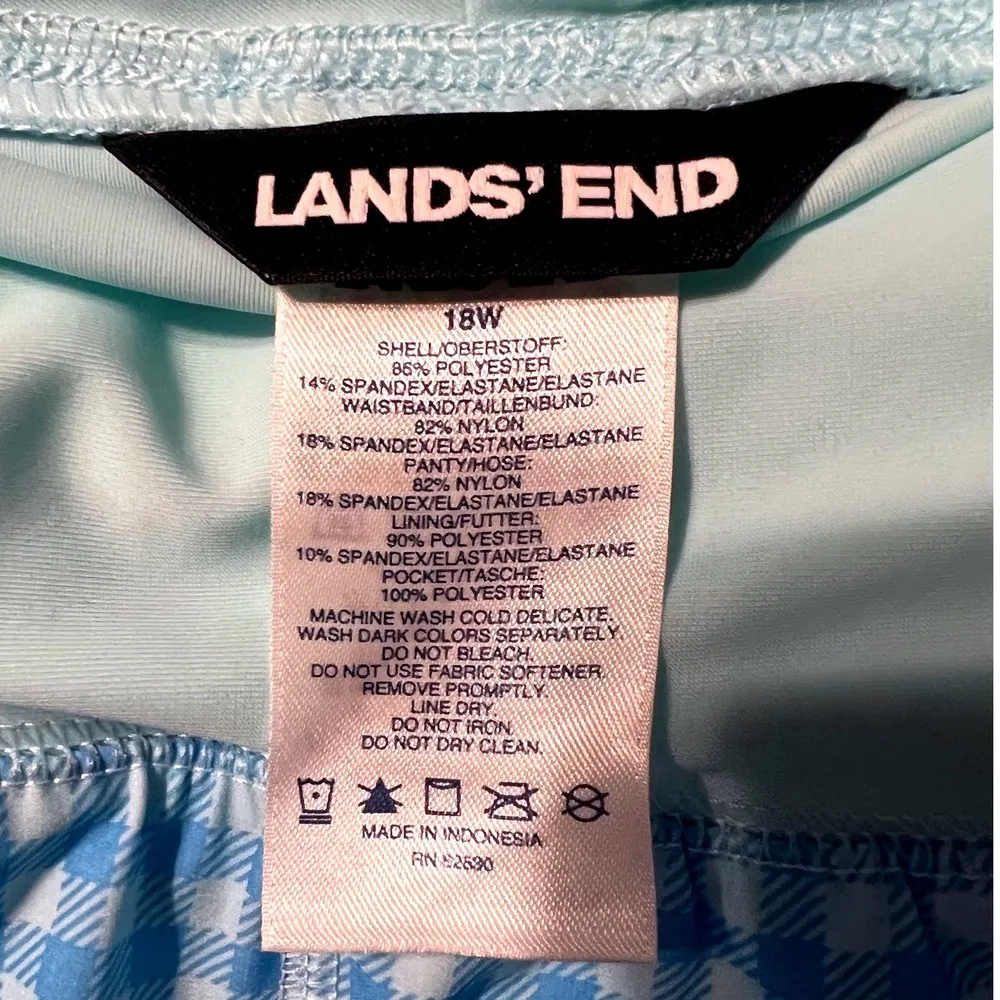 LANDS' END
18W
SHELL/OBERSTOFF:
86% POLYESTER
14% SPANDEX/ELASTANE/ELASTANE
WAISTBAND/TAILLENBUND:
82% NYLON
18% SPANDEX/ELASTANE/ELASTANE
PANTY/HOSE:
82% NYLON
18% SPANDEX/ELASTANE/ELASTANE
LINING/FUTTER:
90% POLYESTER
10% SPANDEX/ELASTANE/ELASTANE
POCKET/TASCHE:
100% POLYESTER
MACHINE WASH COLD DELICATE.
WASH DARK COLORS SEPARATELY.
DO NOT BLEACH.
DO NOT USE FABRIC SOFTENER.
REMOVE PROMPTLY.
LINE DRY.
DO NOT IRON.
DO NOT DRY CLEAN.
MADE IN INDONESIA
RN